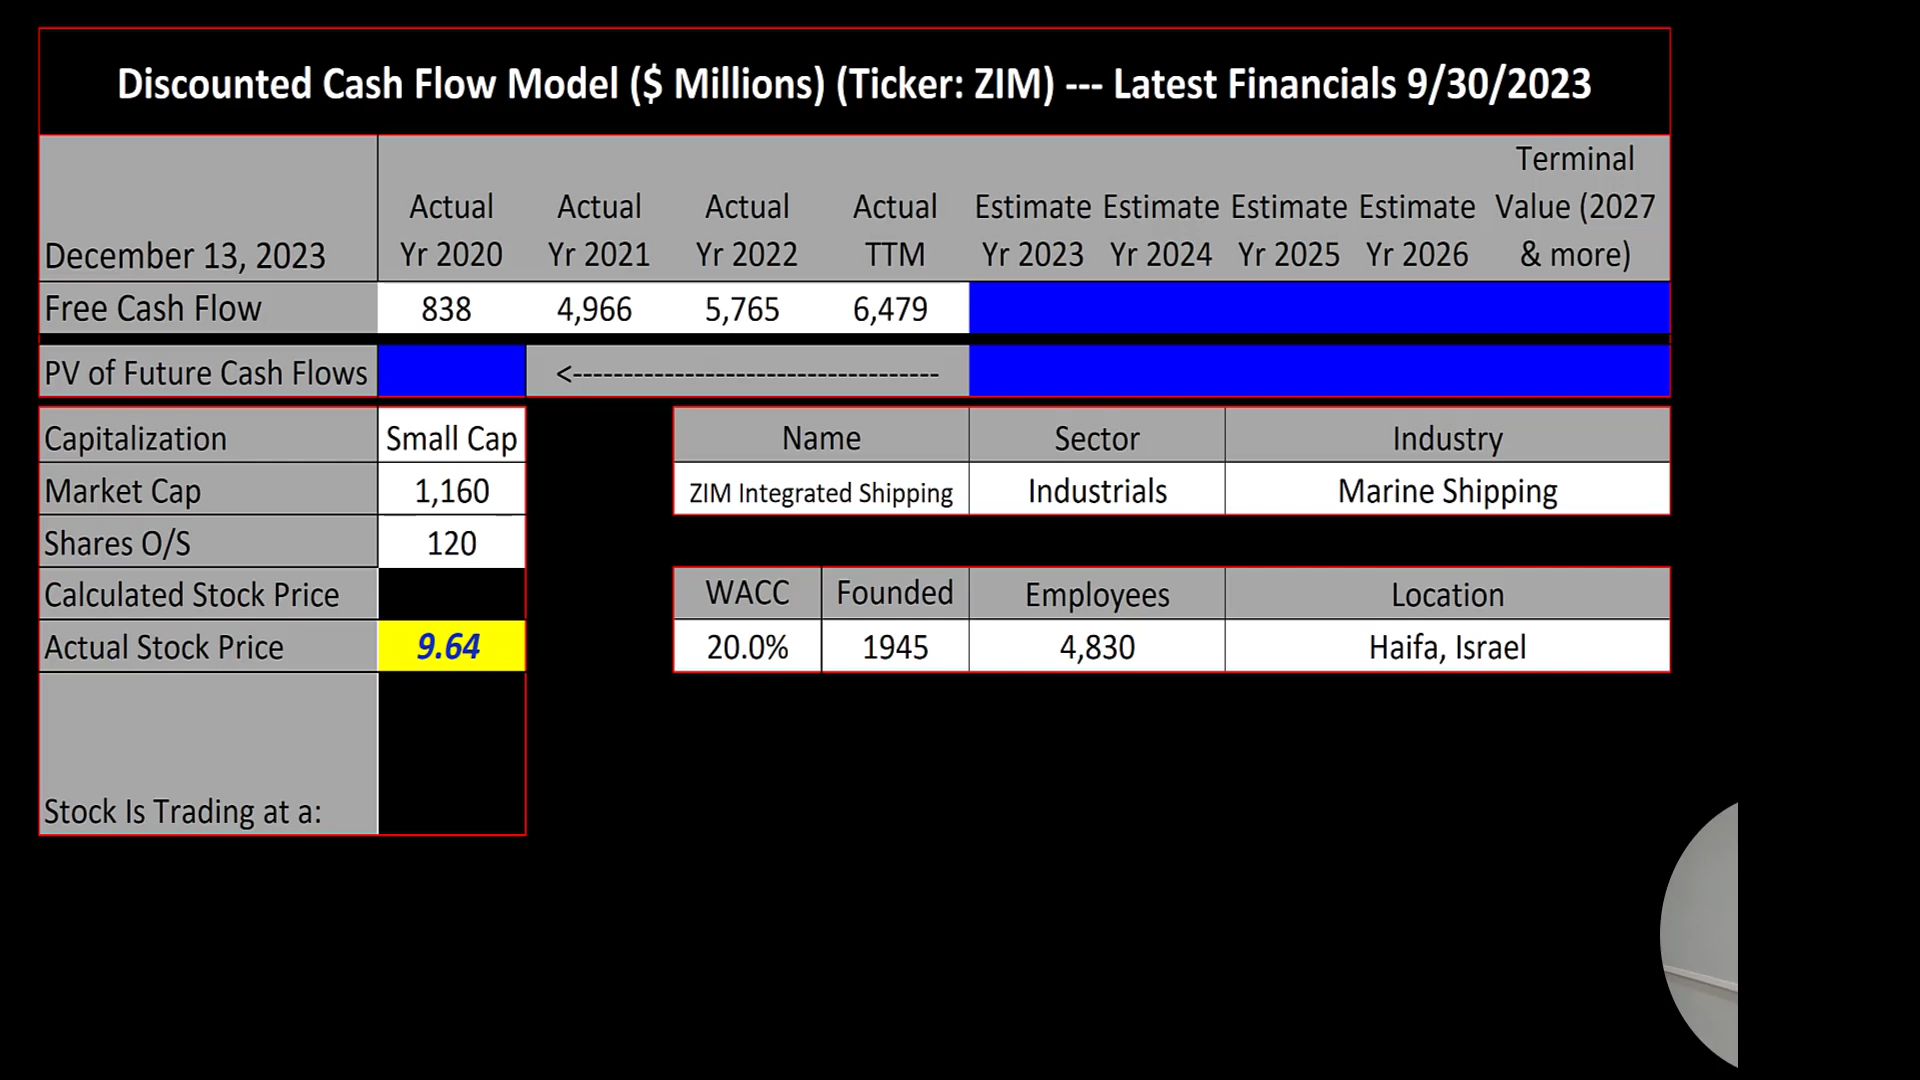 Discounted Cash Flow Model ($ Millions) (Ticker: ZIM) --- Latest Financials 9/30/2023
December 13, 2023
Actual Yr 2020
Actual Yr 2021
Actual Yr 2022
Actual TTM
Estimate Yr 2023
Estimate Yr 2024
Estimate Yr 2025
Estimate Yr 2026
Terminal Value (2027 & more)
Free Cash Flow 838 4,966 5,765 6,479
PV of Future Cash Flows <-----------------------------------
Capitalization Small Cap
Market Cap 1,160
Shares O/S 120
Calculated Stock Price
Actual Stock Price 9.64
Stock Is Trading at a:
Name Sector Industry
ZIM Integrated Shipping Industrials Marine Shipping
WACC Founded Employees Location
20.0% 1945 4,830 Haifa, Israel